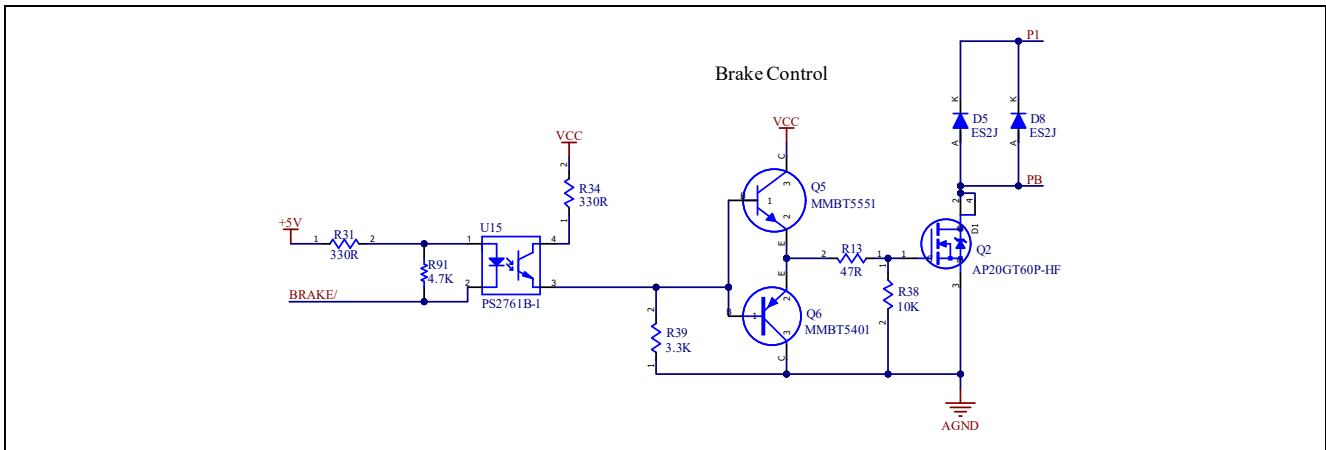 P1
Brake Control
K
K
D5
ES2J
D8
ES2J
A
A
VCC
VCC
C
PB
2
4
2
3
Q5
MMBT5551
R34
330R
B
1
2
1
E
D1
+5V
R31
1
2
330R
U15
1
4
R91
4.7K
R13
2
1
1
1
47R
Q2
AP20GT60P-HF
E
2
R38
10K
BRAKE/
2
3
3
PS2761B-1
2
R39
3.3K
1
B
1
Q6
MMBT5401
3
2
C
AGND